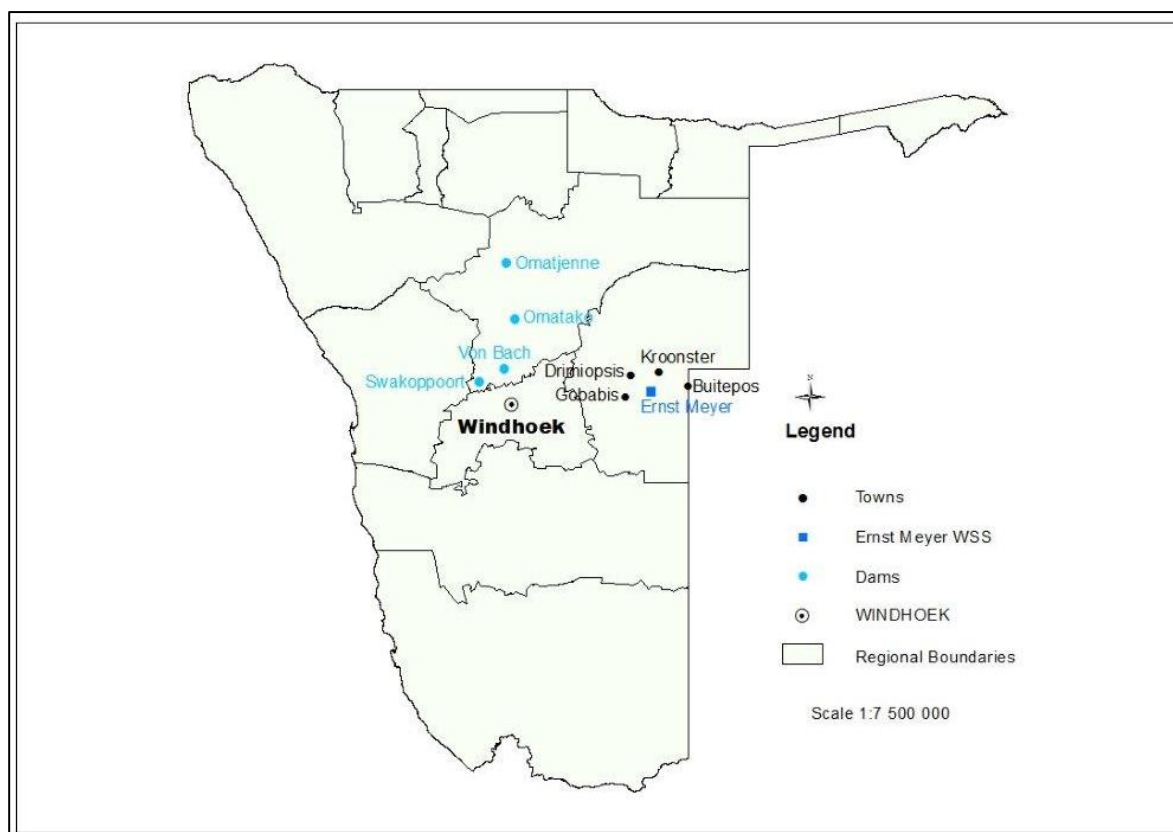 Omatjenne
Omatako
Von Bach
Swakoppoort
Kroonster
Drimiopsis
Buitepos
Gobabis
Ernst Meyer
Windhoek
N
Legend
Towns
Ernst Meyer WSS
Dams
WINDHOEK
Regional Boundaries
Scale 1:7 500 000